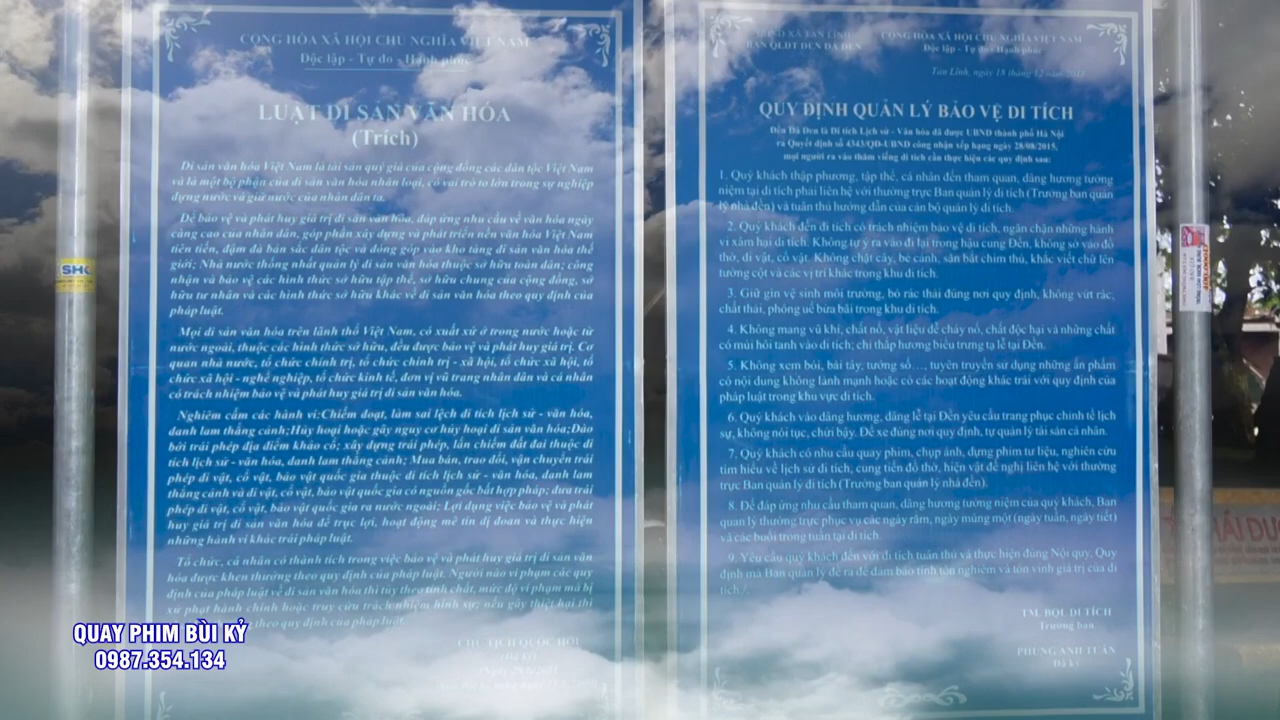 CỘNG HÒA XÃ HỘI CHỦ NGHĨA VIỆT NAM
Độc lập - Tự do - Hạnh phúc
LUẬT DI SẢN VĂN HÓA
(Trích)
Di sản văn hóa Việt Nam là tài sản quý giá của cộng đồng các dân tộc Việt Nam
và là một bộ phận của di sản văn hóa nhân loại, có vai trò to lớn trong sự nghiệp
dựng nước và giữ nước của nhân dân ta.
Để bảo vệ và phát huy giá trị di sản văn hóa, đáp ứng nhu cầu về văn hóa ngày
càng cao của nhân dân, góp phần xây dựng và phát triển nền văn hóa Việt Nam
tiên tiến, đậm đà bản sắc dân tộc và đóng góp vào kho tàng di sản văn hóa thế
giới; Nhà nước thống nhất quản lý di sản văn hóa thuộc sở hữu toàn dân; công
nhận và bảo vệ các hình thức sở hữu tập thể, sở hữu chung của cộng đồng, sở
hữu tư nhân và các hình thức sở hữu khác về di sản văn hóa theo quy định của
pháp luật.
Mọi di sản văn hóa trên lãnh thổ Việt Nam, có xuất xứ ở trong nước hoặc từ
nước ngoài, thuộc các hình thức sở hữu, đều được bảo vệ và phát huy giá trị. Cơ
quan nhà nước, tổ chức chính trị, tổ chức chính trị - xã hội, tổ chức xã hội, tổ
chức xã hội - nghề nghiệp, tổ chức kinh tế, đơn vị vũ trang nhân dân và cá nhân
có trách nhiệm bảo vệ và phát huy giá trị di sản văn hóa.
Nghiêm cấm các hành vi:Chiếm đoạt, làm sai lệch di tích lịch sử - văn hóa,
danh lam thắng cảnh;Hủy hoại hoặc gây nguy cơ hủy hoại di sản văn hóa;Đào
bới trái phép địa điểm khảo cổ; xây dựng trái phép, lấn chiếm đất đai thuộc di
tích lịch sử - văn hóa, danh lam thắng cảnh; Mua bán, trao đổi, vận chuyển trái
phép di vật, cổ vật, bảo vật quốc gia thuộc di tích lịch sử - văn hóa, danh lam
thắng cảnh và di vật, cổ vật, bảo vật quốc gia có nguồn gốc bất hợp pháp; đưa trái
phép di vật, cổ vật, bảo vật quốc gia ra nước ngoài; Lợi dụng việc bảo vệ và phát
huy giá trị di sản văn hóa để trục lợi, hoạt động mê tín dị đoan và thực hiện
những hành vi khác trái pháp luật.
Tổ chức, cá nhân có thành tích trong việc bảo vệ và phát huy giá trị di sản văn
hóa được khen thưởng theo quy định của pháp luật. Người nào vi phạm các quy
định của pháp luật về di sản văn hóa thì tùy theo tính chất, mức độ vi phạm mà bị
xử phạt hành chính hoặc truy cứu trách nhiệm hình sự; nếu gây thiệt hại thì
theo quy định của pháp luật.
CHỦ TỊCH QUỐC HỘI
UBND XÃ TẢN LĨNH
BAN QLDT ĐỀN ĐÁ ĐEN
CỘNG HÒA XÃ HỘI CHỦ NGHĨA VIỆT NAM
Độc lập - Tự do - Hạnh phúc
Tản Lĩnh, ngày 18 tháng 12 năm
QUY ĐỊNH QUẢN LÝ BẢO VỆ DI TÍCH
Đền Đá Đen là Di tích Lịch sử - Văn hóa đã được UBND thành phố Hà Nội
ra Quyết định số 4343/QĐ-UBND công nhận xếp hạng ngày 28/08/2015,
mọi người ra vào thăm viếng di tích cần thực hiện các quy định sau:
1. Quý khách thập phương, tập thể, cá nhân đến tham quan, dâng hương tưởng
niệm tại di tích phải liên hệ với thường trực Ban quản lý di tích (Trưởng ban quản
lý nhà đền) và tuân thủ hướng dẫn của cán bộ quản lý di tích.
2. Quý khách đến di tích có trách nhiệm bảo vệ di tích, ngăn chặn những hành
vi xâm hại di tích. Không tự ý ra vào đi lại trong hậu cung Đền, không sờ vào đồ
thờ, di vật, cổ vật. Không chặt cây, bẻ cành, săn bắt chim thú, khắc viết chữ lên
tường cột và các vị trí khác trong khu di tích.
3. Giữ gìn vệ sinh môi trường, bỏ rác thải đúng nơi quy định, không vứt rác,
chất thải, phóng uế bừa bãi trong khu di tích.
4. Không mang vũ khí, chất nổ, vật liệu dễ cháy nổ, chất độc hại và những chất
có mùi hôi tanh vào di tích; chỉ thắp hương biểu trưng tạ lễ tại Đền.
5. Không xem bói, bài tây, tướng số…, tuyên truyền sử dụng những ấn phẩm
có nội dung không lành mạnh hoặc có các hoạt động khác trái với quy định của
pháp luật trong khu vực di tích.
6. Quý khách vào dâng hương, dâng lễ tại Đền yêu cầu trang phục chỉnh tề lịch
sự, không nói tục, chửi bậy. Để xe đúng nơi quy định, tự quản lý tài sản cá nhân.
7. Quý khách có nhu cầu quay phim, chụp ảnh, dựng phim tư liệu, nghiên cứu
tìm hiểu về lịch sử di tích, cung tiến đồ thờ, hiện vật đề nghị liên hệ với thường
trực Ban quản lý di tích (Trưởng ban quản lý nhà đền).
8. Để đáp ứng nhu cầu tham quan, dâng hương tưởng niệm của quý khách, Ban
quản lý thường trực phục vụ các ngày rằm, ngày mùng một (ngày tuần, ngày tiết)
và các buổi trong tuần tại di tích.
9. Yêu cầu quý khách đến với di tích tuân thủ và thực hiện đúng Nội quy, Quy
định mà Ban quản lý đề ra để đảm bảo tính tôn nghiêm và tôn vinh giá trị của di
tích./
TM. BQL DI TÍCH
Trưởng ban
PHÙNG ANH TUẤN
Đã ký
SHK
HẢI DƯ
QUAY PHIM BÙI KỶ
0987.354.134